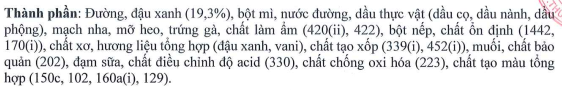 Thành phần: Đường, đậu xanh (19,3%), bột mì, nước đường, dầu thực vật (dầu cọ, dầu nành, dầu
phộng), mạch nha, mỡ heo, trứng gà, chất làm ẩm (420(ii), 422), bột nếp, chất ổn định (1442,
170(i)), chất xơ, hương liệu tổng hợp (đậu xanh, vani), chất tạo xốp (339(i), 452(i)), muối, chất bảo
quản (202), đạm sữa, chất điều chỉnh độ acid (330), chất chống oxi hóa (223), chất tạo màu tổng
hợp (150c, 102, 160a(i), 129).